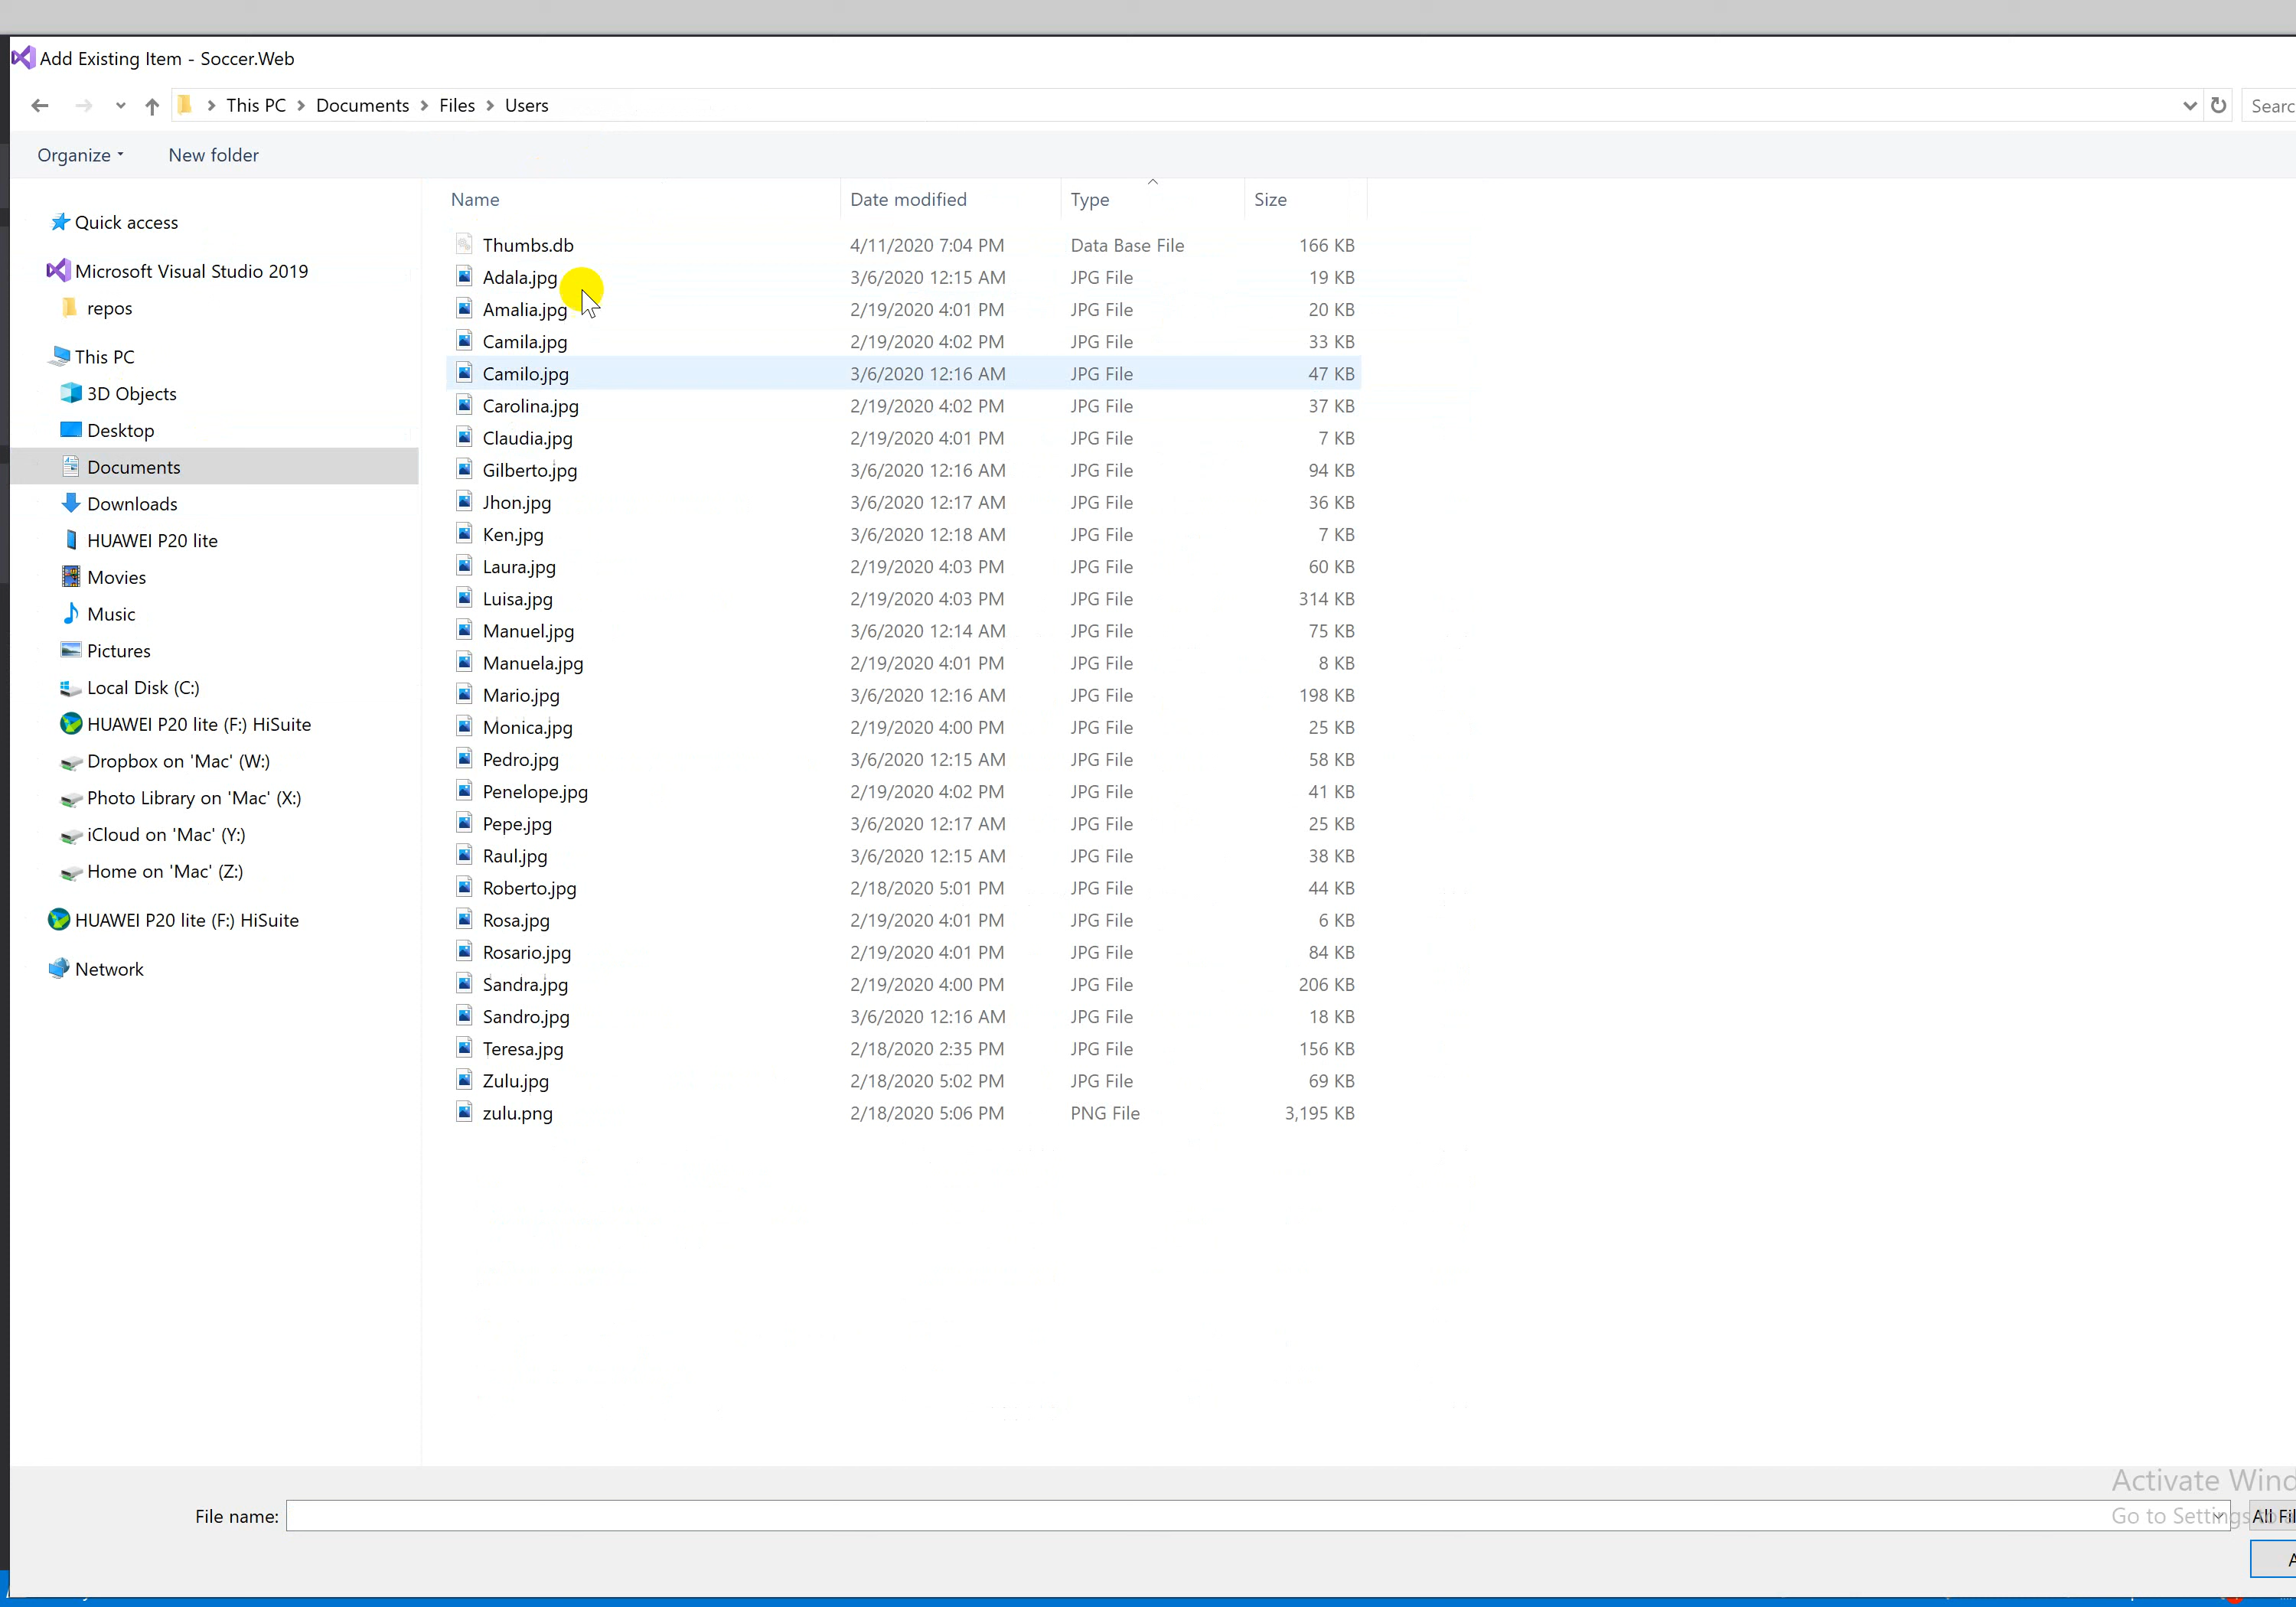 Add Existing Item - Soccer.Web
This PC > Documents > Files > Users
Organize
New folder
Name Date modified Type Size
Quick access
Microsoft Visual Studio 2019
repos
This PC
3D Objects
Desktop
Documents
Downloads
HUAWEI P20 lite
Movies
Music
Pictures
Local Disk (C:)
HUAWEI P20 lite (F:) HiSuite
Dropbox on 'Mac' (W:)
Photo Library on 'Mac' (X:)
iCloud on 'Mac' (Y:)
Home on 'Mac' (Z:)
HUAWEI P20 lite (F:) HiSuite
Network
Thumbs.db 4/11/2020 7:04 PM Data Base File 166 KB
Adala.jpg 3/6/2020 12:15 AM JPG File 19 KB
Amalia.jpg 2/19/2020 4:01 PM JPG File 20 KB
Camila.jpg 2/19/2020 4:02 PM JPG File 33 KB
Camilo.jpg 3/6/2020 12:16 AM JPG File 47 KB
Carolina.jpg 2/19/2020 4:02 PM JPG File 37 KB
Claudia.jpg 2/19/2020 4:01 PM JPG File 7 KB
Gilberto.jpg 3/6/2020 12:16 AM JPG File 94 KB
Jhon.jpg 3/6/2020 12:17 AM JPG File 36 KB
Ken.jpg 3/6/2020 12:18 AM JPG File 7 KB
Laura.jpg 2/19/2020 4:03 PM JPG File 60 KB
Luisa.jpg 2/19/2020 4:03 PM JPG File 314 KB
Manuel.jpg 3/6/2020 12:14 AM JPG File 75 KB
Manuela.jpg 2/19/2020 4:01 PM JPG File 8 KB
Mario.jpg 3/6/2020 12:16 AM JPG File 198 KB
Monica.jpg 2/19/2020 4:00 PM JPG File 25 KB
Pedro.jpg 3/6/2020 12:15 AM JPG File 58 KB
Penelope.jpg 2/19/2020 4:02 PM JPG File 41 KB
Pepe.jpg 3/6/2020 12:17 AM JPG File 25 KB
Raul.jpg 3/6/2020 12:15 AM JPG File 38 KB
Roberto.jpg 2/18/2020 5:01 PM JPG File 44 KB
Rosa.jpg 2/19/2020 4:01 PM JPG File 6 KB
Rosario.jpg 2/19/2020 4:01 PM JPG File 84 KB
Sandra.jpg 2/19/2020 4:00 PM JPG File 206 KB
Sandro.jpg 3/6/2020 12:16 AM JPG File 18 KB
Teresa.jpg 2/18/2020 2:35 PM JPG File 156 KB
Zulu.jpg 2/18/2020 5:02 PM JPG File 69 KB
zulu.png 2/18/2020 5:06 PM PNG File 3,195 KB
Activate
File name:
Go to Settings
All